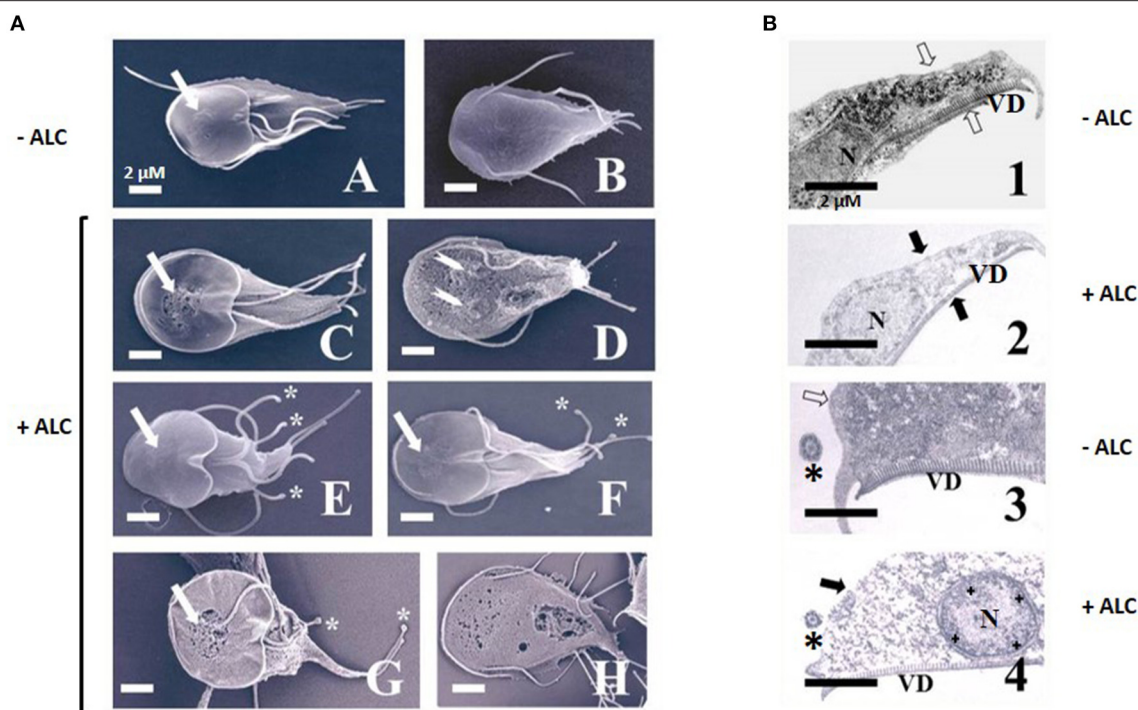 A
B
- ALC
+ ALC
2 μM
A
B
C
D
* * *
E
* *
F
* *
G
H
N
VD
2 μM
1
- ALC
N
VD
2
+ ALC
*
VD
3
- ALC
*
+ + + +
N
VD
4
+ ALC